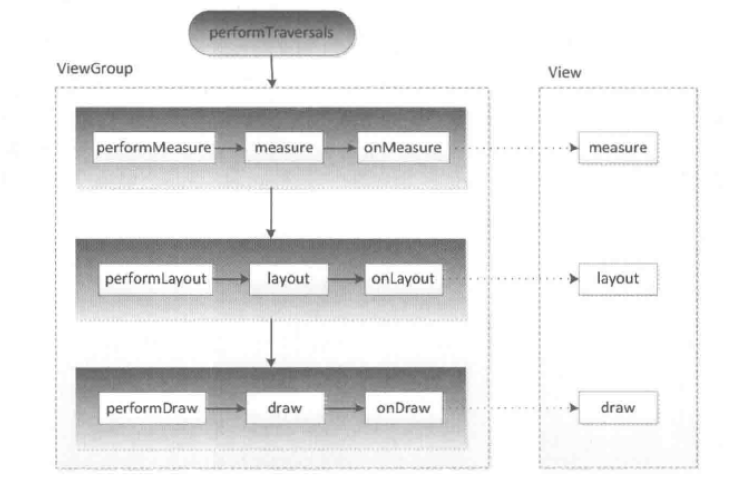 performTraversals
ViewGroup
View
performMeasure
measure
onMeasure
measure
performLayout
layout
onLayout
layout
performDraw
draw
onDraw
draw